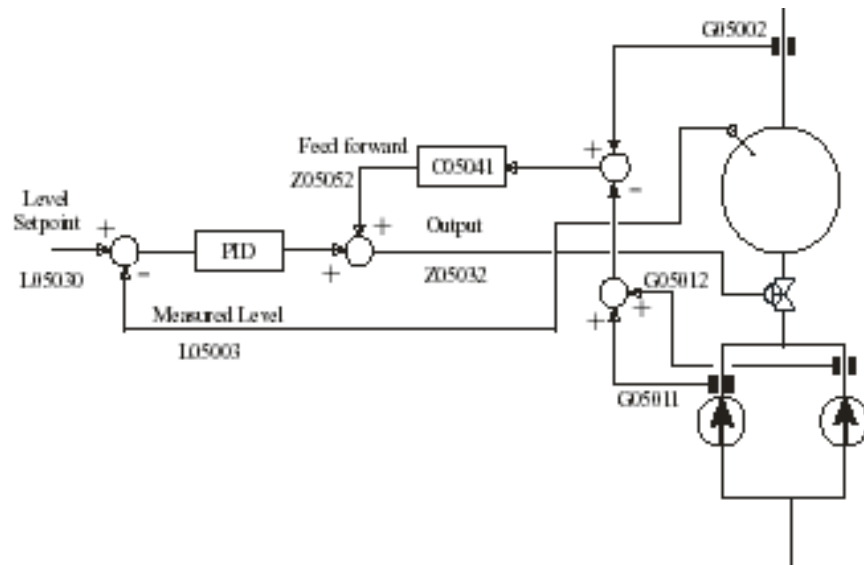 G05002
+
Feed forward
C05041
-
Z05052
Level
Setpoint
+
+
Output
PID
-
+
L05030
Z05032
G05012
+
+
Measured Level
L05003
G05011